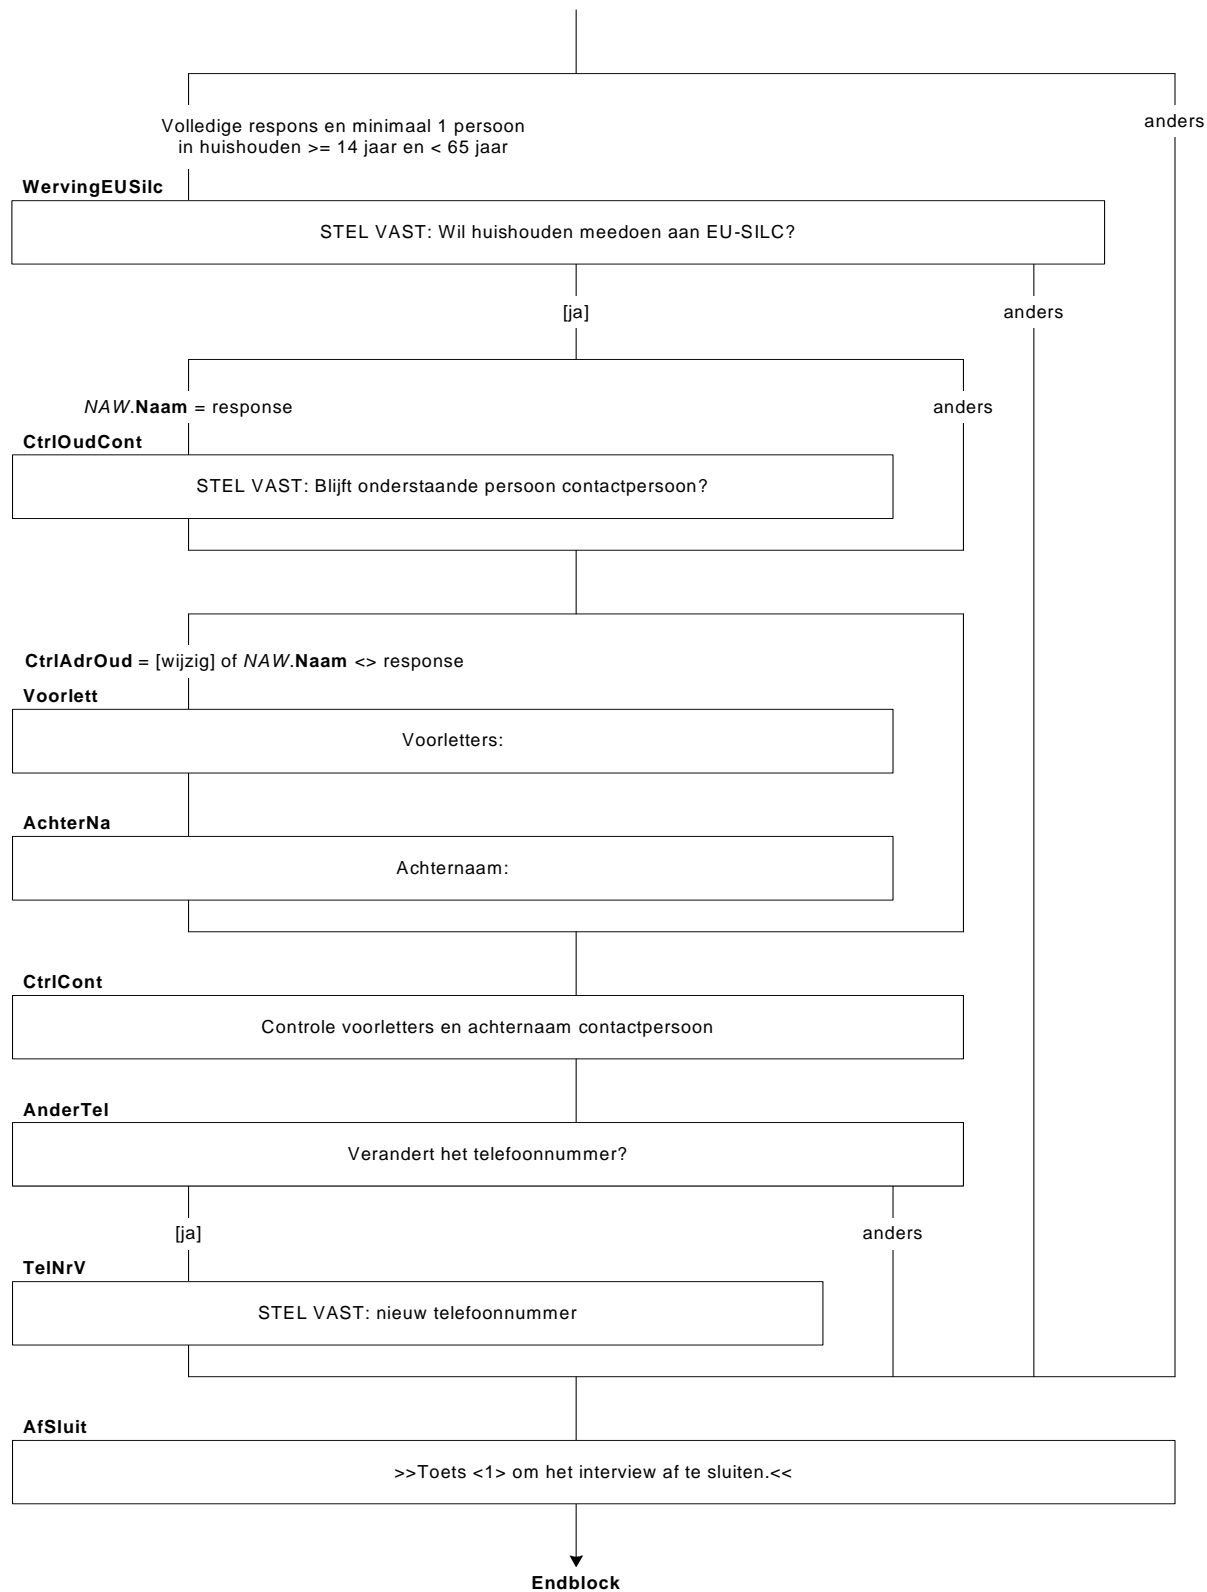 anders
Volledige respons en minimaal 1 persoon
in huishouden >= 14 jaar en < 65 jaar
WervingEUSilc
STEL VAST: Wil huishouden meedoen aan EU-SILC?
[ja]
anders
NAW.Naam = response
anders
CtrlOudCont
STEL VAST: Blijft onderstaande persoon contactpersoon?
CtrlAdrOud = [wijzig] of NAW.Naam <> response
Voorlett
Voorletters:
AchterNa
Achternaam:
CtrlCont
Controle voorletters en achternaam contactpersoon
AnderTel
Verandert het telefoonnummer?
[ja]
anders
TelNrV
STEL VAST: nieuw telefoonnummer
AfSluit
>>Toets <1> om het interview af te sluiten.<<
Endblock